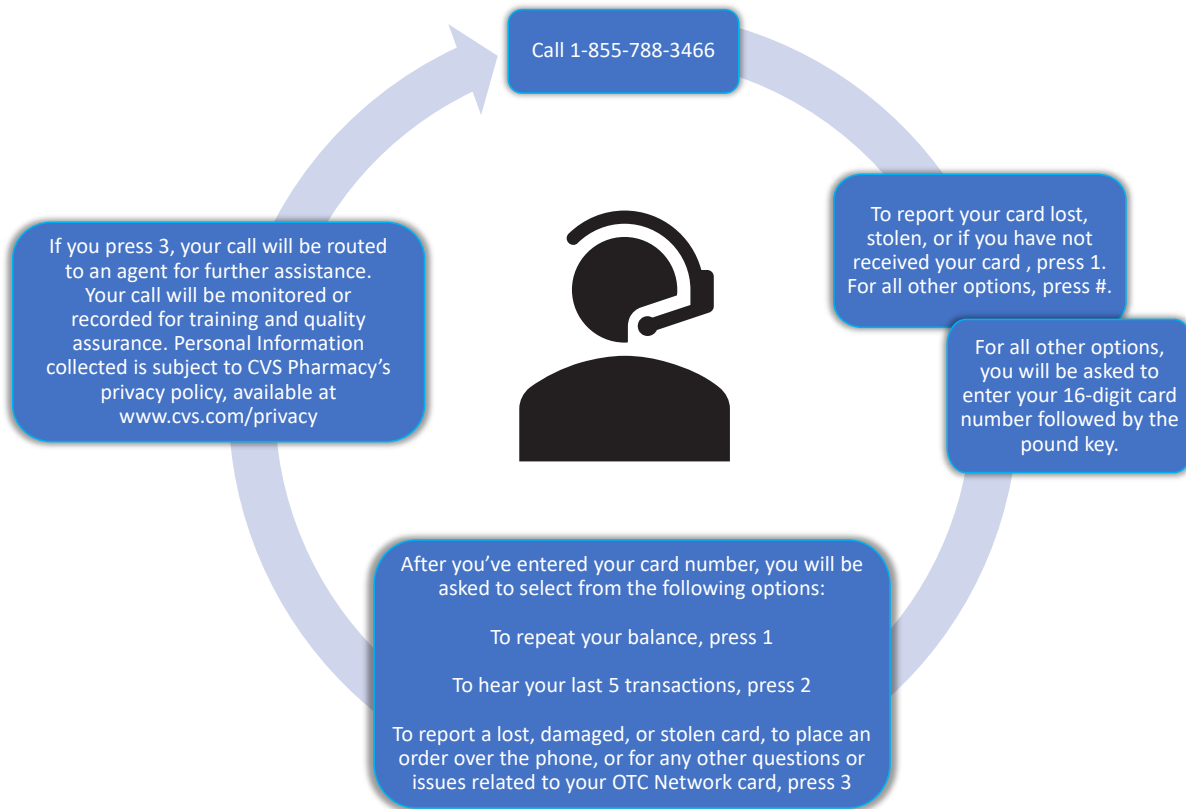 Call 1-855-788-3466
To report your card lost,
stolen, or if you have not
received your card , press 1.
For all other options, press #.
For all other options,
you will be asked to
enter your 16-digit card
number followed by the
pound key.
After you’ve entered your card number, you will be
asked to select from the following options:
To repeat your balance, press 1
To hear your last 5 transactions, press 2
To report a lost, damaged, or stolen card, to place an
order over the phone, or for any other questions or
issues related to your OTC Network card, press 3
If you press 3, your call will be routed
to an agent for further assistance.
Your call will be monitored or
recorded for training and quality
assurance. Personal Information
collected is subject to CVS Pharmacy’s
privacy policy, available at
www.cvs.com/privacy